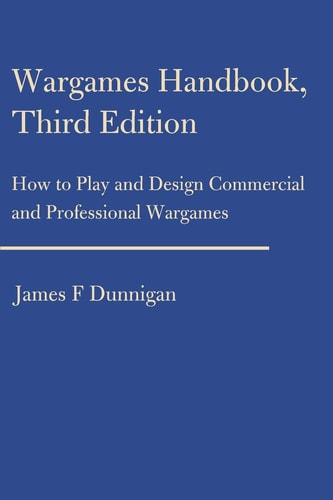 Wargames Handbook,
Third Edition
How to Play and Design Commercial
and Professional Wargames
James F Dunnigan